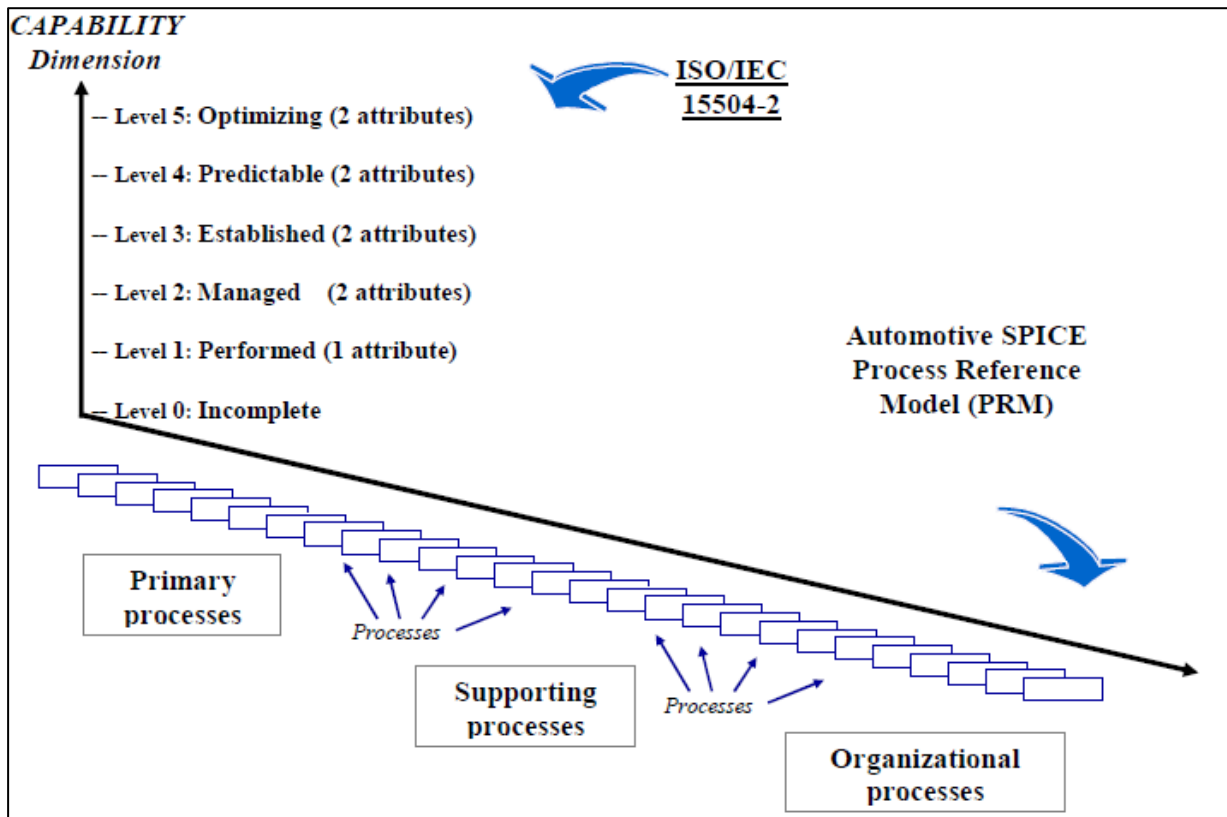 CAPABILITY
Dimension
ISO/IEC
15504-2
-- Level 5: Optimizing (2 attributes)
-- Level 4: Predictable (2 attributes)
-- Level 3: Established (2 attributes)
-- Level 2: Managed (2 attributes)
-- Level 1: Performed (1 attribute)
-- Level 0: Incomplete
Automotive SPICE
Process Reference
Model (PRM)
Primary
processes
Processes
Supporting
processes
Processes
Organizational
processes